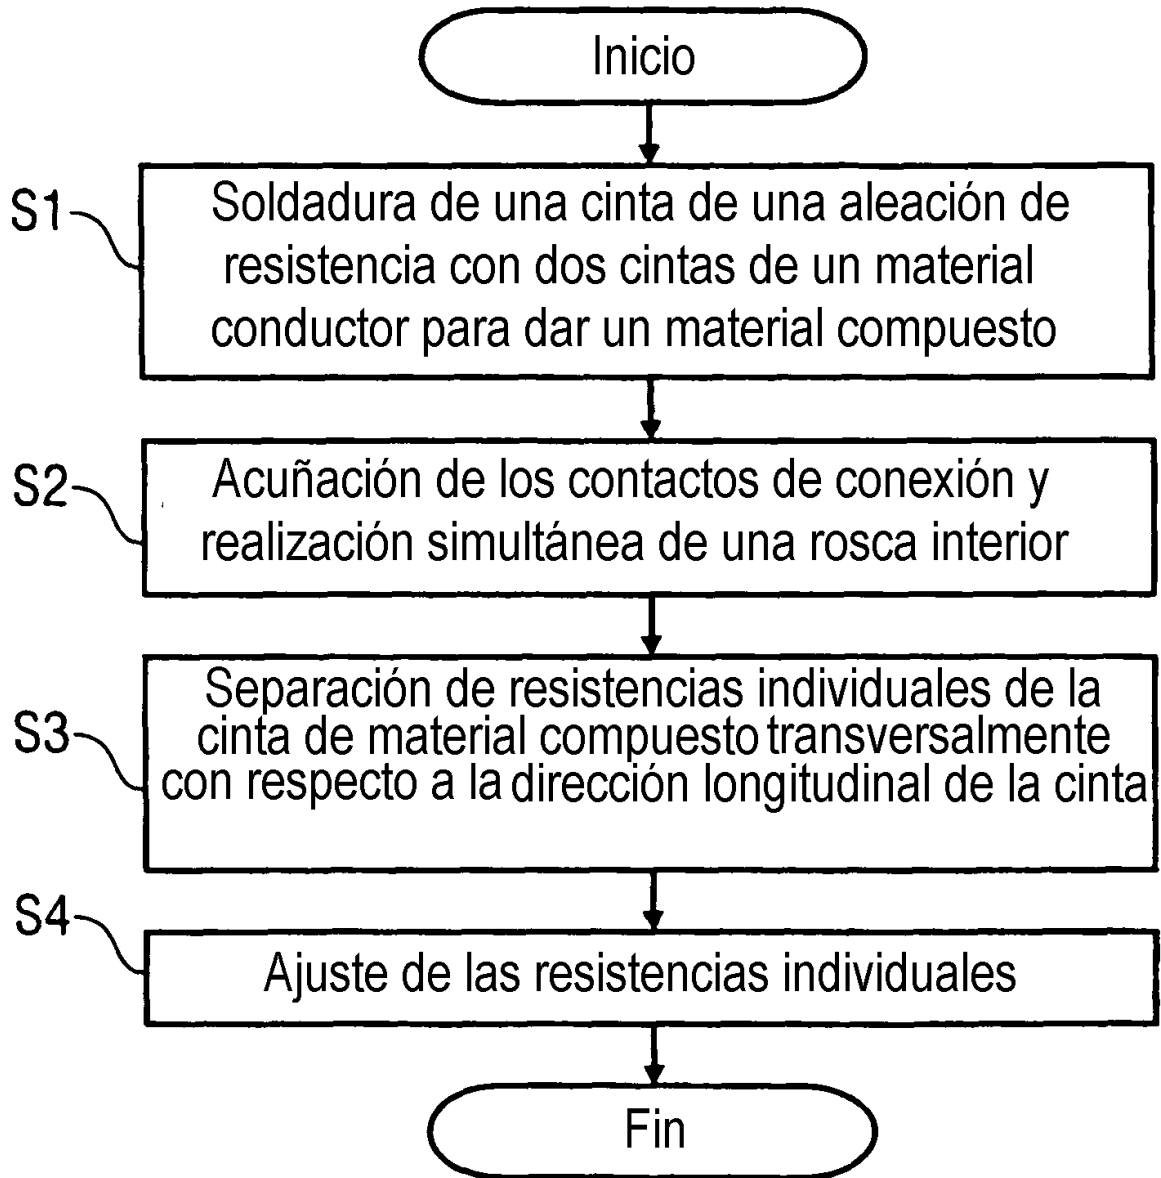 Inicio
S1
Soldadura de una cinta de una aleación de
resistencia con dos cintas de un material
conductor para dar un material compuesto
S2
Acuñación de los contactos de conexión y
realización simultánea de una rosca interior
S3
Separación de resistencias individuales de la
cinta de material compuesto transversalmente
con respecto a la dirección longitudinal de la cinta
S4
Ajuste de las resistencias individuales
Fin